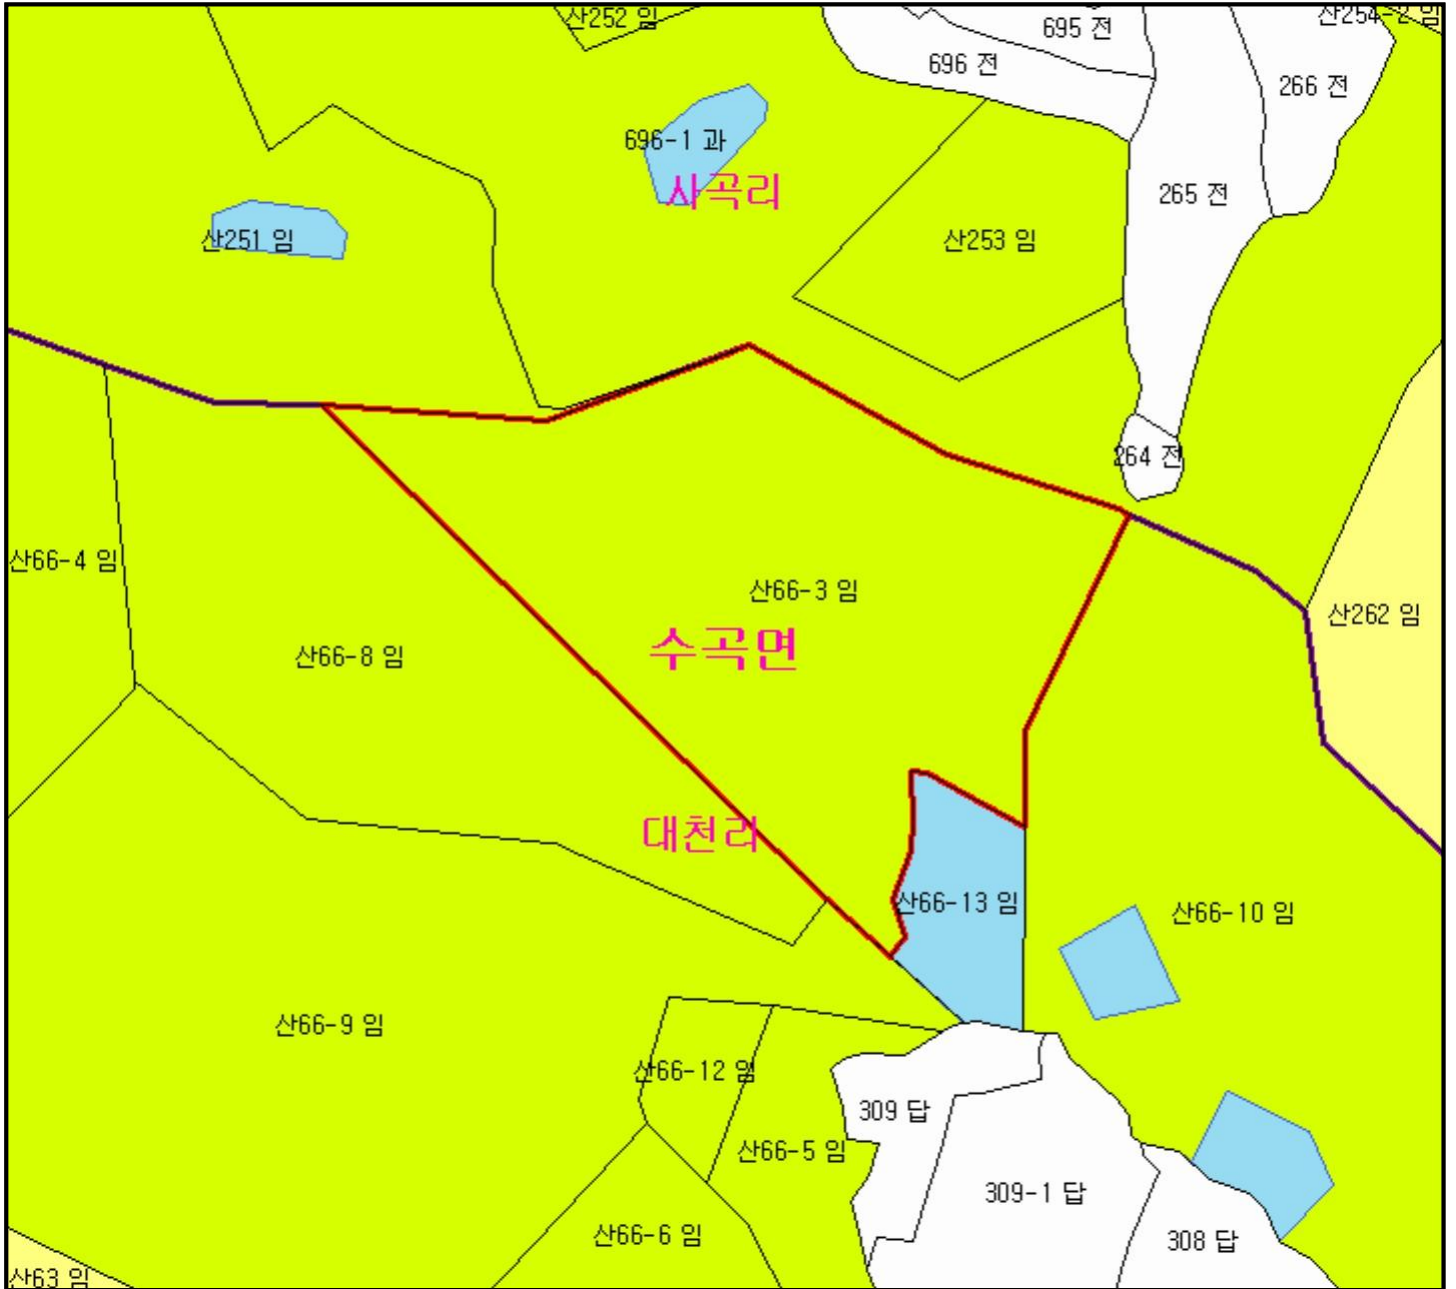 산252 임
695 전
산254-2 임
696 전
266 전
696-1 과
사곡리
265 전
산251 임
산253 임
264 전
산66-4 임
산66-3 임
산262 임
수곡면
산66-8 임
대천리
산66-13 임
산66-10 임
산66-9 임
산66-12 임
309 답
산66-5 임
309-1 답
산66-6 임
308 답
산63 임